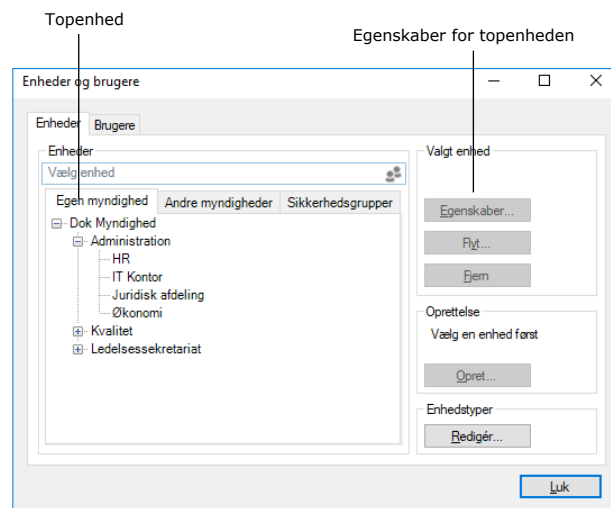 Topenhed
Egenskaber for topenheden
Enheder og brugere
Enheder
Brugere
Enheder
Vælg enhed
Egen myndighed
Andre myndigheder
Sikkerhedsgrupper
Dok Myndighed
Administration
HR
IT Kontor
Juridisk afdeling
Økonomi
Kvalitet
Ledelsessekretariat
Valgt enhed
Egenskaber...
Flyt...
Fjern
Oprettelse
Vælg en enhed først
Opret...
Enhedstyper
Redigér...
Luk